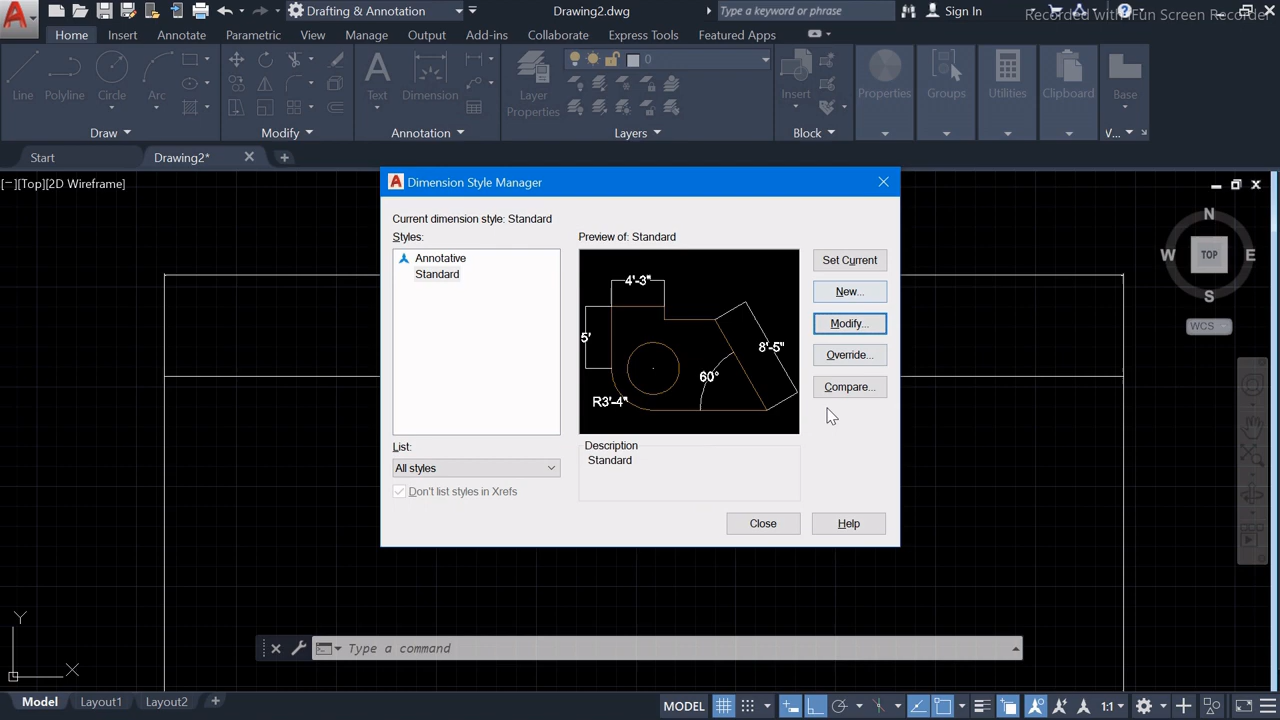 Drafting & Annotation
Drawing2.dwg
Type a keyword or phrase
Sign In
Recorded with iFun Screen Recorder
Home
Insert
Annotate
Parametric
View
Manage
Output
Add-ins
Collaborate
Express Tools
Featured Apps
Line
Polyline
Circle
Arc
Text
Dimension
Layer
Properties
0
Insert
Properties
Groups
Utilities
Clipboard
Base
Draw
Modify
Annotation
Layers
Block
V...
Start
Drawing2*
[−][Top][2D Wireframe]
Dimension Style Manager
Current dimension style: Standard
Styles:
Preview of: Standard
Annotative
Standard
4'-3"
5'
8'-5"
60°
R3'-4"
Set Current
New...
Modify...
Override...
Compare...
List:
All styles
Don't list styles in Xrefs
Description
Standard
Close
Help
N
W
TOP
E
S
WCS
Y
X
Type a command
Model
Layout1
Layout2
MODEL
1:1